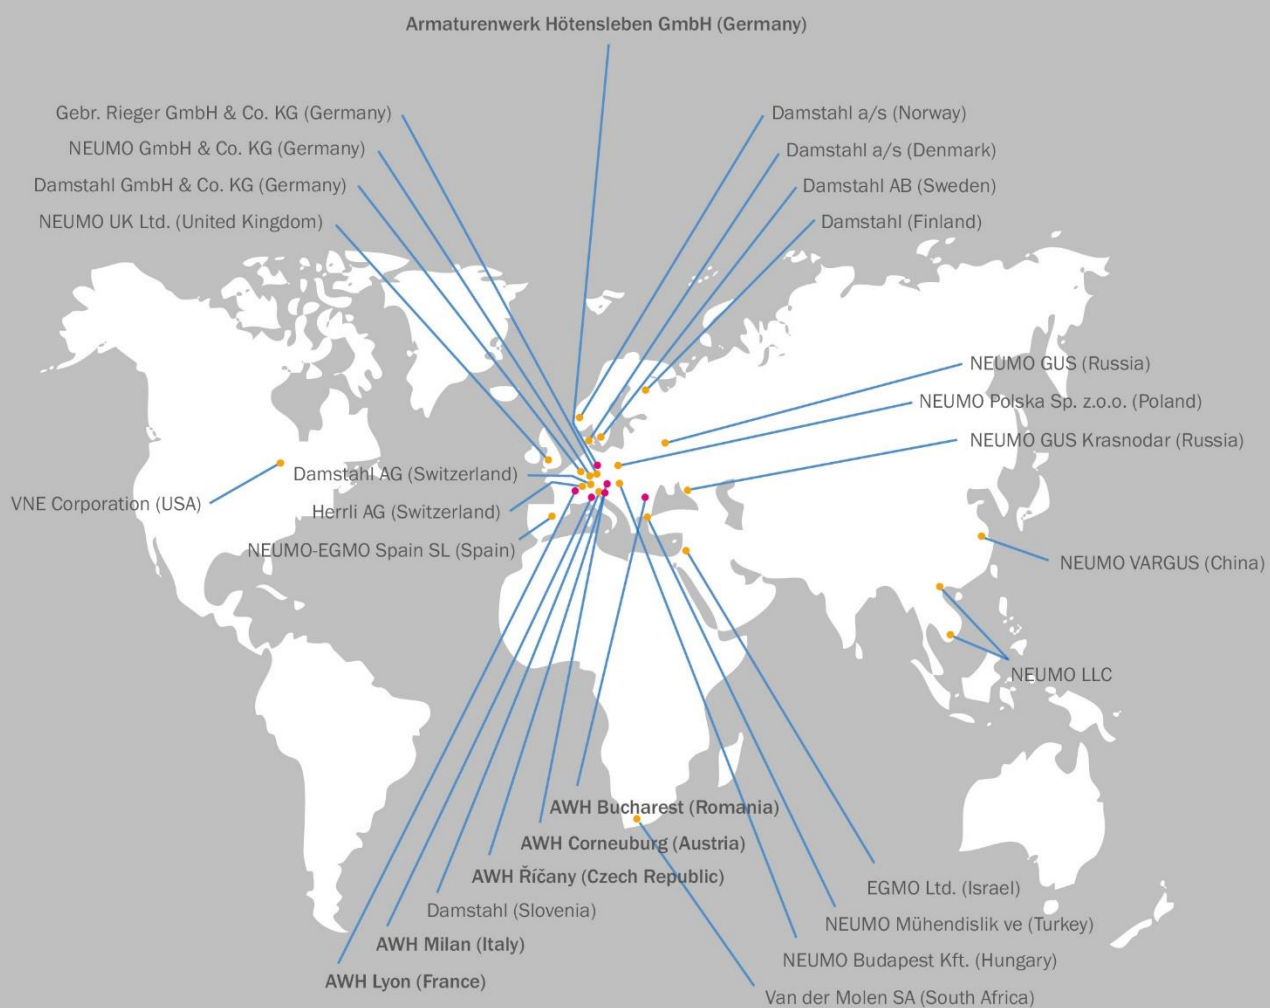 Armaturenwerk Hötensleben GmbH (Germany)
Gebr. Rieger GmbH & Co. KG (Germany)
NEUMO GmbH & Co. KG (Germany)
Damstahl GmbH & Co. KG (Germany)
NEUMO UK Ltd. (United Kingdom)
Damstahl a/s (Norway)
Damstahl a/s (Denmark)
Damstahl AB (Sweden)
Damstahl (Finland)
NEUMO GUS (Russia)
NEUMO Polska Sp. z.o.o. (Poland)
NEUMO GUS Krasnodar (Russia)
Damstahl AG (Switzerland)
VNE Corporation (USA)
Herrli AG (Switzerland)
NEUMO-EGMO Spain SL (Spain)
NEUMO VARGUS (China)
NEUMO LLC
AWH Bucharest (Romania)
AWH Corneuburg (Austria)
AWH Říčany (Czech Republic)
Damstahl (Slovenia)
AWH Milan (Italy)
AWH Lyon (France)
EGMO Ltd. (Israel)
NEUMO Mühendislik ve (Turkey)
NEUMO Budapest Kft. (Hungary)
Van der Molen SA (South Africa)